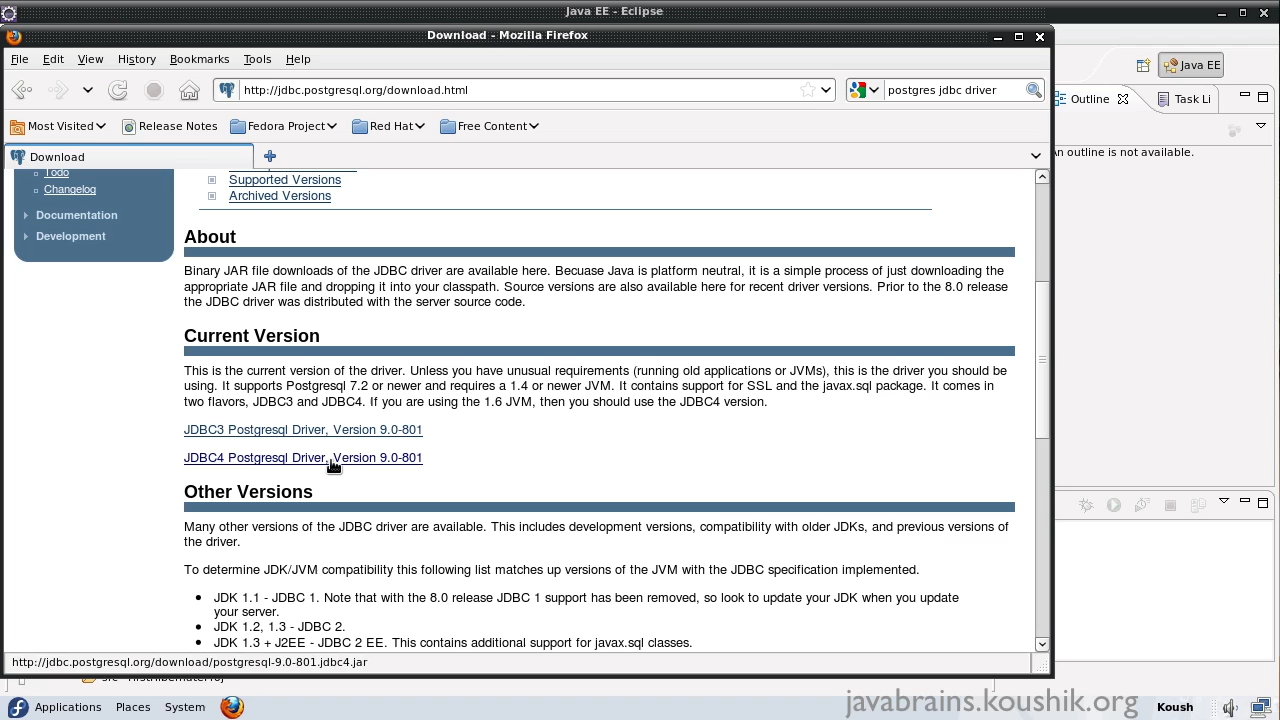 Java EE - Eclipse
Download - Mozilla Firefox
File Edit View History Bookmarks Tools Help
Java EE
http://jdbc.postgresql.org/download.html
postgres jdbc driver
Outline
Task Li
Most Visited
Release Notes
Fedora Project
Red Hat
Free Content
Download
An outline is not available.
Todo
Changelog
Documentation
Development
Supported Versions
Archived Versions
About
Binary JAR file downloads of the JDBC driver are available here. Becuase Java is platform neutral, it is a simple process of just downloading the
appropriate JAR file and dropping it into your classpath. Source versions are also available here for recent driver versions. Prior to the 8.0 release
the JDBC driver was distributed with the server source code.
Current Version
This is the current version of the driver. Unless you have unusual requirements (running old applications or JVMs), this is the driver you should be
using. It supports Postgresql 7.2 or newer and requires a 1.4 or newer JVM. It contains support for SSL and the javax.sql package. It comes in
two flavors, JDBC3 and JDBC4. If you are using the 1.6 JVM, then you should use the JDBC4 version.
JDBC3 Postgresql Driver, Version 9.0-801
JDBC4 Postgresql Driver, Version 9.0-801
Other Versions
Many other versions of the JDBC driver are available. This includes development versions, compatibility with older JDKs, and previous versions of
the driver.
To determine JDK/JVM compatibility this following list matches up versions of the JVM with the JDBC specification implemented.
JDK 1.1 - JDBC 1. Note that with the 8.0 release JDBC 1 support has been removed, so look to update your JDK when you update
your server.
JDK 1.2, 1.3 - JDBC 2.
JDK 1.3 + J2EE - JDBC 2 EE. This contains additional support for javax.sql classes.
http://jdbc.postgresql.org/download/postgresql-9.0-801.jdbc4.jar
Applications Places System
javabrains.koushik.org
Koush